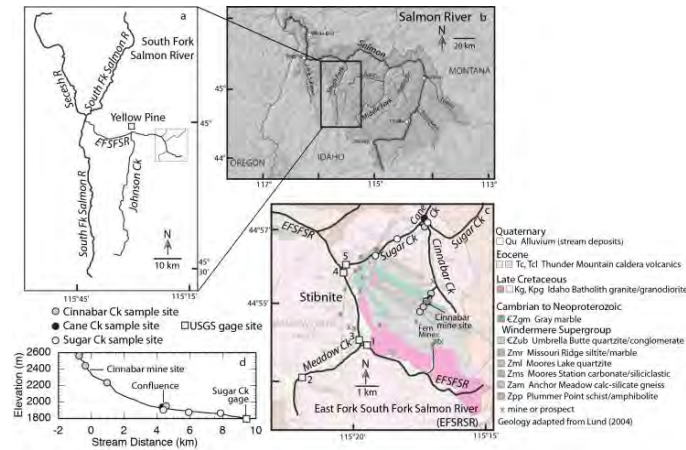 a
South Fork
Salmon River
Secesh R
South Fk Salmon R
Yellow Pine
EFSFSR
South Fk Salmon R
Johnson Ck
45°
N
10 km
45°
30'
115°45'
Salmon River
b
N
20 km
Salmon
MONTANA
45°
Middle Fork
OREGON
IDAHO
44°
117°
115°
113°
c
EFSFSR
44°57'
Cane Ck
Sugar Ck
Sugar Ck
Cinnabar Ck
5
4
Stibnite
44°55'
Cinnabar
mine site
Fern
Mine
3
1
Meadow Ck
2
N
1 km
EFSFSR
East Fork South Fork Salmon River
(EFSRSR)
115°20'
115°15'
Cinnabar Ck sample site
Cane Ck sample site
USGS gage site
Sugar Ck sample site
d
Elevation (m)
2600
2400
2200
2000
1800
Cinnabar mine site
Confluence
Sugar Ck
gage
-2 0 2 4 6 8 10
Stream Distance (km)
Quaternary
Qu Alluvium (stream deposits)
Eocene
Tc, Tcl Thunder Mountain caldera volcanics
Late Cretaceous
Kg, Kpg Idaho Batholith granite/granodiorite
Cambrian to Neoproterozoic
€Zgm Gray marble
Windermere Supergroup
€Zub Umbrella Butte quartzite/conglomerate
Zmr Missouri Ridge siltite/marble
Zml Moores Lake quartzite
Zms Moores Station carbonate/siliciclastic
Zam Anchor Meadow calc-silicate gneiss
Zpp Plummer Point schist/amphibolite
x mine or prospect
Geology adapted from Lund (2004)